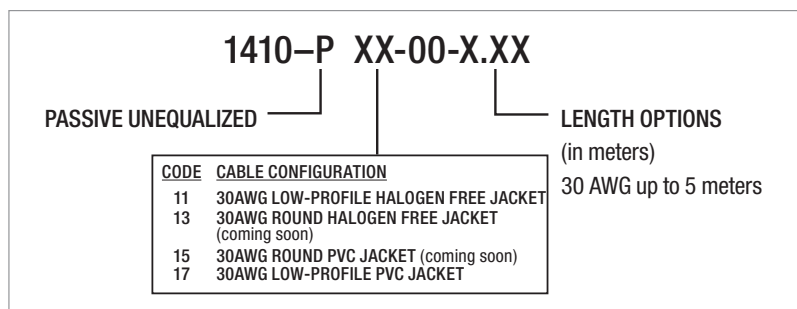 1410–P XX-00-X.XX
PASSIVE UNEQUALIZED
LENGTH OPTIONS
(in meters)
30 AWG up to 5 meters
CODE CABLE CONFIGURATION
11 30AWG LOW-PROFILE HALOGEN FREE JACKET
13 30AWG ROUND HALOGEN FREE JACKET
(coming soon)
15 30AWG ROUND PVC JACKET (coming soon)
17 30AWG LOW-PROFILE PVC JACKET